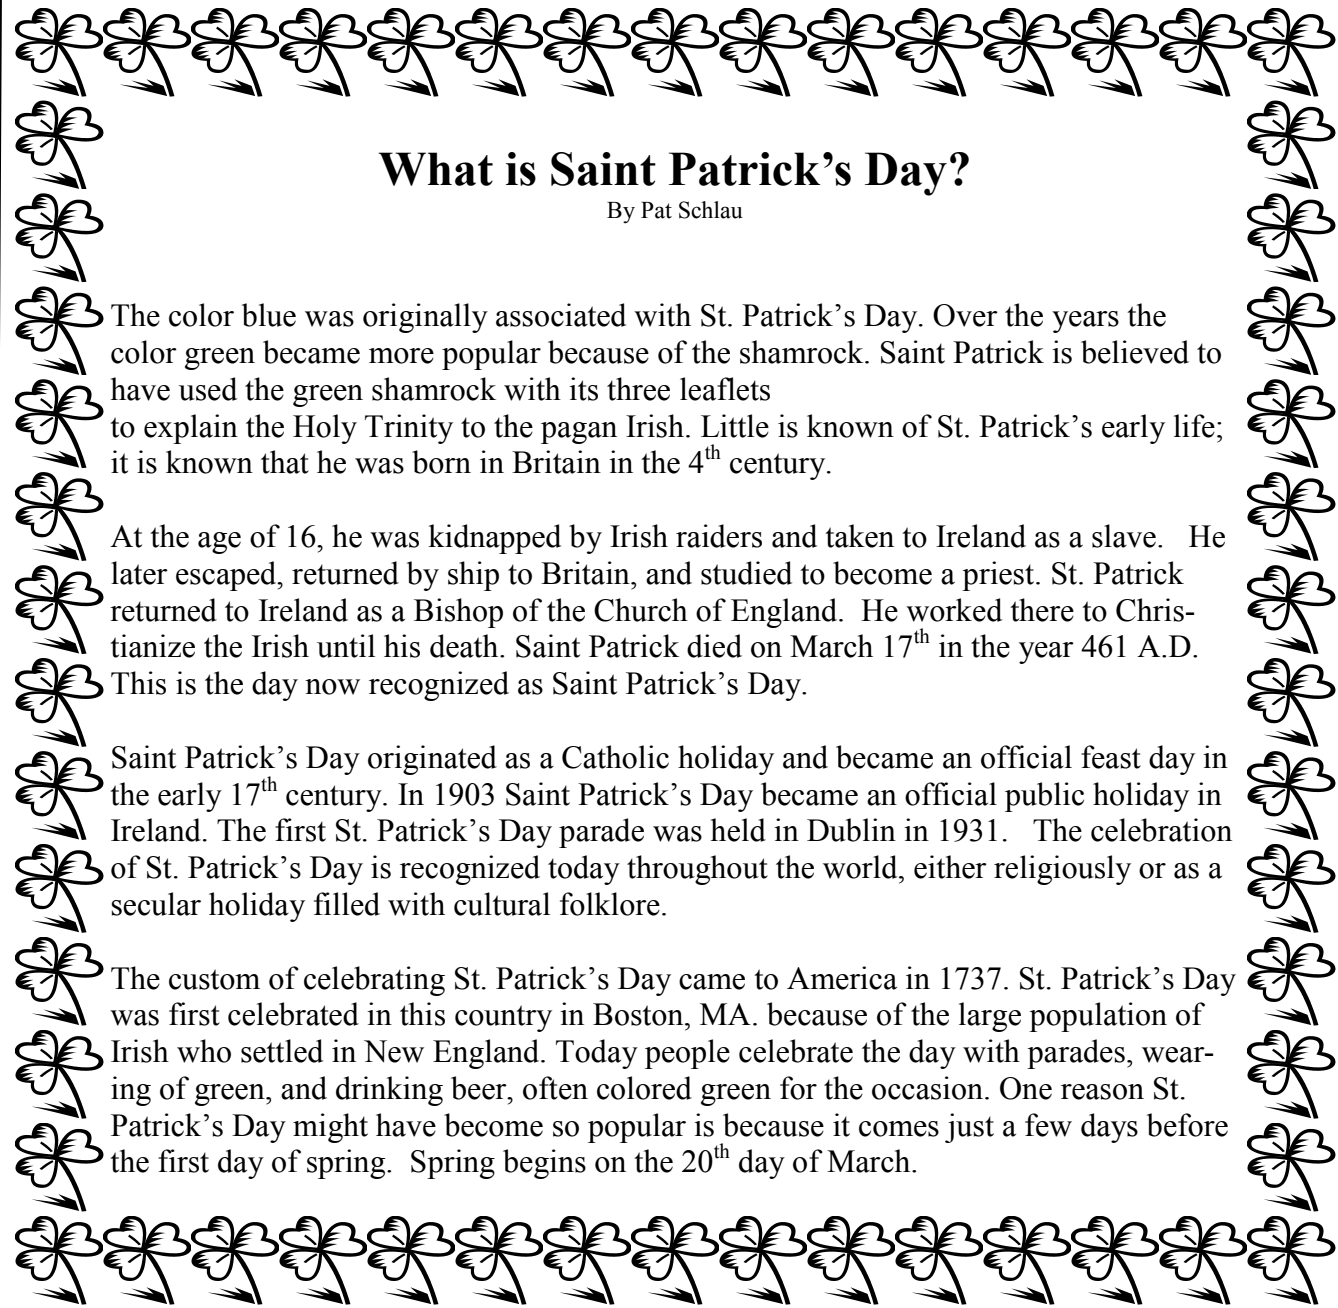 What is Saint Patrick’s Day?
By Pat Schlau
The color blue was originally associated with St. Patrick’s Day. Over the years the
color green became more popular because of the shamrock. Saint Patrick is believed to
have used the green shamrock with its three leaflets
to explain the Holy Trinity to the pagan Irish. Little is known of St. Patrick’s early life;
it is known that he was born in Britain in the 4th century.
At the age of 16, he was kidnapped by Irish raiders and taken to Ireland as a slave. He
later escaped, returned by ship to Britain, and studied to become a priest. St. Patrick
returned to Ireland as a Bishop of the Church of England. He worked there to Chris-
tianize the Irish until his death. Saint Patrick died on March 17th in the year 461 A.D.
This is the day now recognized as Saint Patrick’s Day.
Saint Patrick’s Day originated as a Catholic holiday and became an official feast day in
the early 17th century. In 1903 Saint Patrick’s Day became an official public holiday in
Ireland. The first St. Patrick’s Day parade was held in Dublin in 1931. The celebration
of St. Patrick’s Day is recognized today throughout the world, either religiously or as a
secular holiday filled with cultural folklore.
The custom of celebrating St. Patrick’s Day came to America in 1737. St. Patrick’s Day
was first celebrated in this country in Boston, MA. because of the large population of
Irish who settled in New England. Today people celebrate the day with parades, wear-
ing of green, and drinking beer, often colored green for the occasion. One reason St.
Patrick’s Day might have become so popular is because it comes just a few days before
the first day of spring. Spring begins on the 20th day of March.